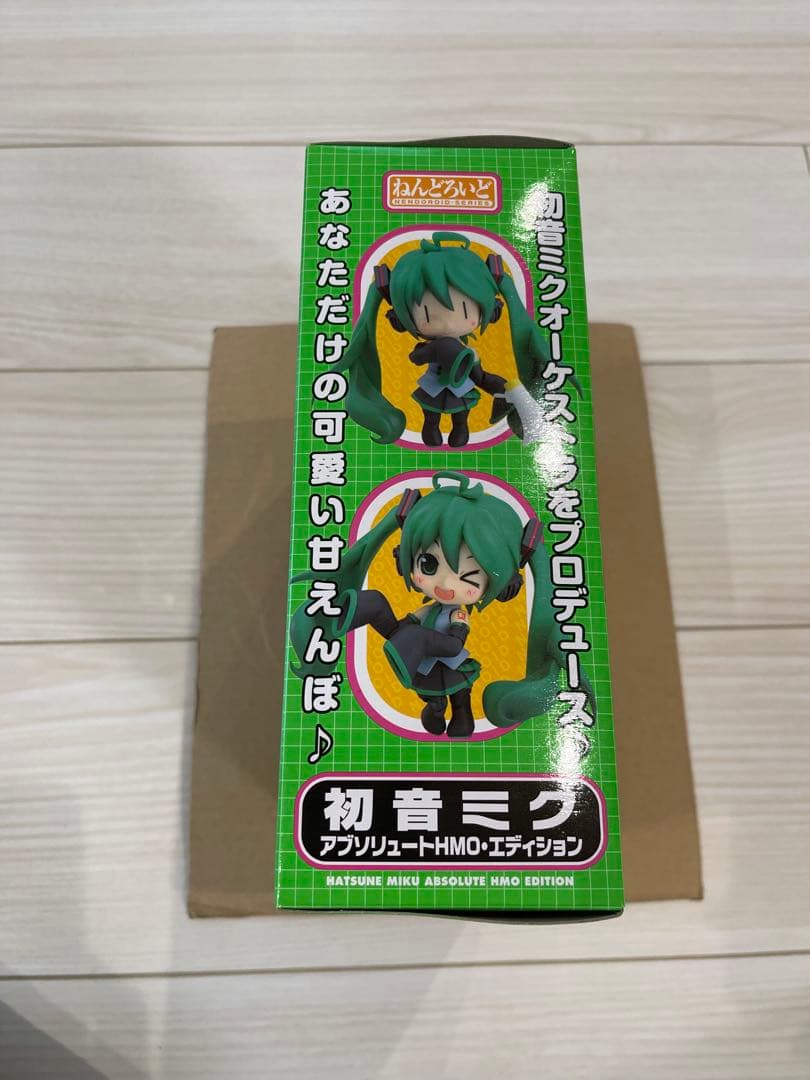 ねんどろいど
NENDOROID-SERIES
初音ミクオーケストラをプロデュース♪
あなただけの可愛い甘えんぼ♪
初音ミク
アブソリュートHMO・エディション
HATSUNE MIKU ABSOLUTE HMO EDITION